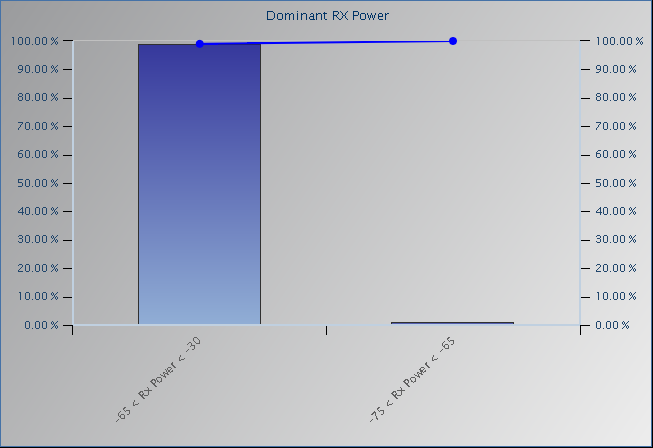 Dominant RX Power
100.00 % 100.00 %
90.00 % 90.00 %
80.00 % 80.00 %
70.00 % 70.00 %
60.00 % 60.00 %
50.00 % 50.00 %
40.00 % 40.00 %
30.00 % 30.00 %
20.00 % 20.00 %
10.00 % 10.00 %
0.00 % 0.00 %
-65 < Rx Power < -30
-75 < Rx Power < -65